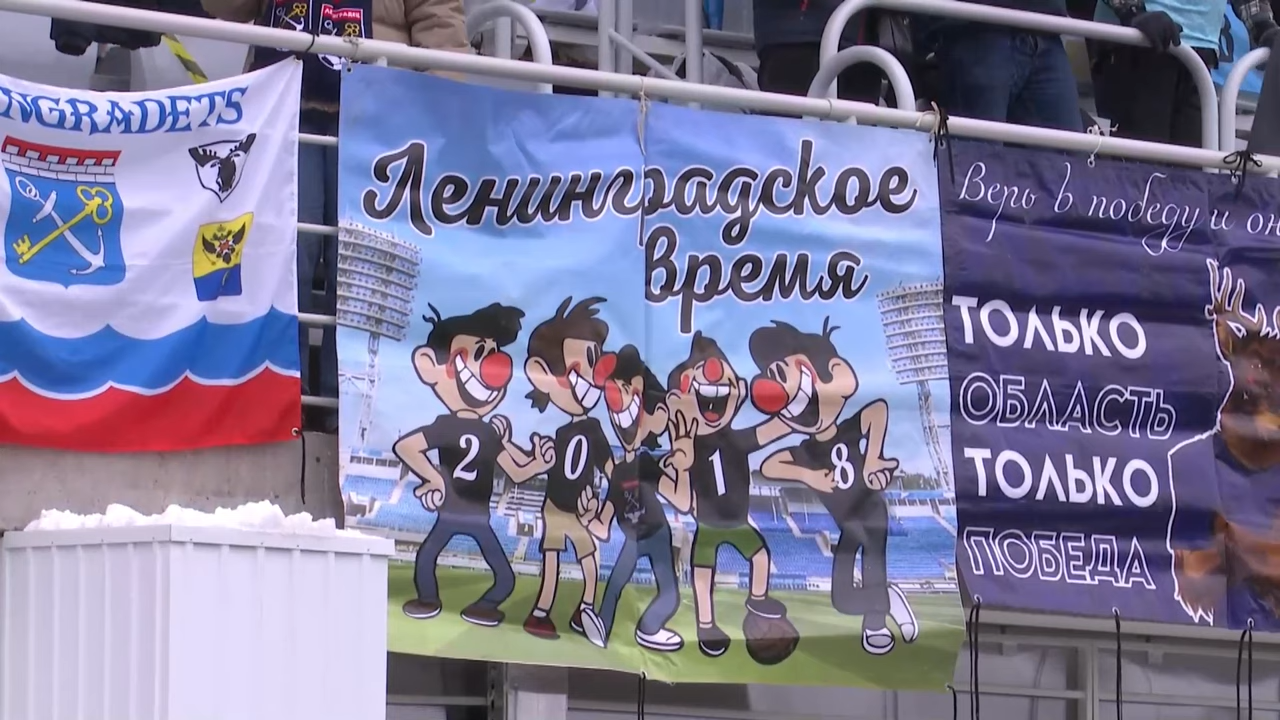 NGRADETS
Ленинградское
время
2 0 1 8
Верь в победу и он
ТОЛЬКО
ОБЛАСТЬ
ТОЛЬКО
ПОБЕДА